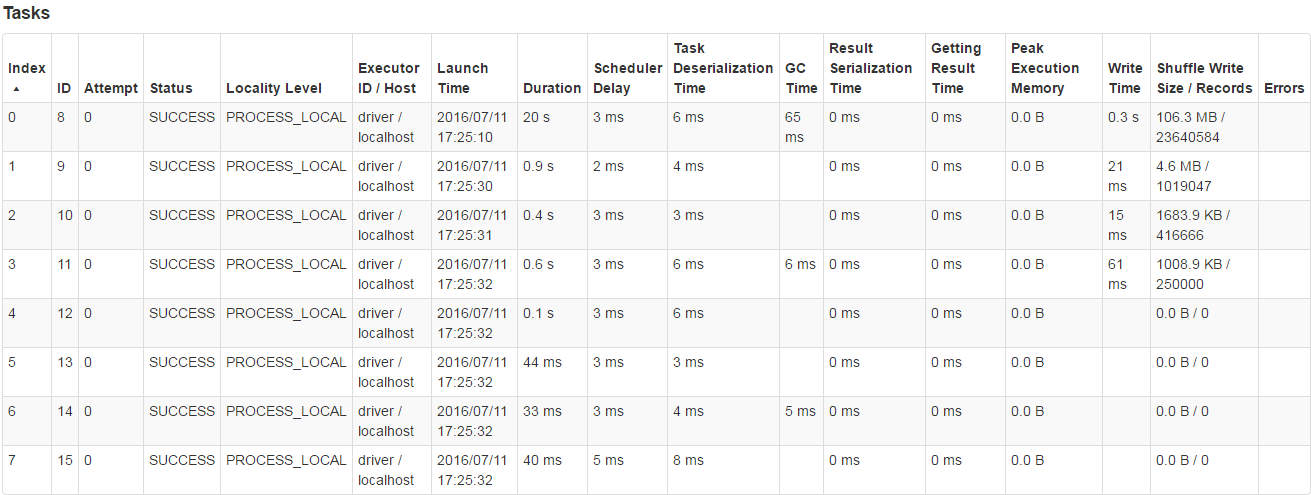 Tasks
Index ▴ ID Attempt Status Locality Level Executor ID / Host Launch Time Duration Scheduler Delay Task Deserialization Time GC Time Result Serialization Time Getting Result Time Peak Execution Memory Write Time Shuffle Write Size / Records Errors
0 8 0 SUCCESS PROCESS_LOCAL driver / localhost 2016/07/11 17:25:10 20 s 3 ms 6 ms 65 ms 0 ms 0 ms 0.0 B 0.3 s 106.3 MB / 23640584
1 9 0 SUCCESS PROCESS_LOCAL driver / localhost 2016/07/11 17:25:30 0.9 s 2 ms 4 ms 0 ms 0 ms 0.0 B 21 ms 4.6 MB / 1019047
2 10 0 SUCCESS PROCESS_LOCAL driver / localhost 2016/07/11 17:25:31 0.4 s 3 ms 3 ms 0 ms 0 ms 0.0 B 15 ms 1683.9 KB / 416666
3 11 0 SUCCESS PROCESS_LOCAL driver / localhost 2016/07/11 17:25:32 0.6 s 3 ms 6 ms 6 ms 0 ms 0 ms 0.0 B 61 ms 1008.9 KB / 250000
4 12 0 SUCCESS PROCESS_LOCAL driver / localhost 2016/07/11 17:25:32 0.1 s 3 ms 6 ms 0 ms 0 ms 0.0 B 0.0 B / 0
5 13 0 SUCCESS PROCESS_LOCAL driver / localhost 2016/07/11 17:25:32 44 ms 3 ms 3 ms 0 ms 0 ms 0.0 B 0.0 B / 0
6 14 0 SUCCESS PROCESS_LOCAL driver / localhost 2016/07/11 17:25:32 33 ms 3 ms 4 ms 5 ms 0 ms 0 ms 0.0 B 0.0 B / 0
7 15 0 SUCCESS PROCESS_LOCAL driver / localhost 2016/07/11 17:25:32 40 ms 5 ms 8 ms 0 ms 0 ms 0.0 B 0.0 B / 0